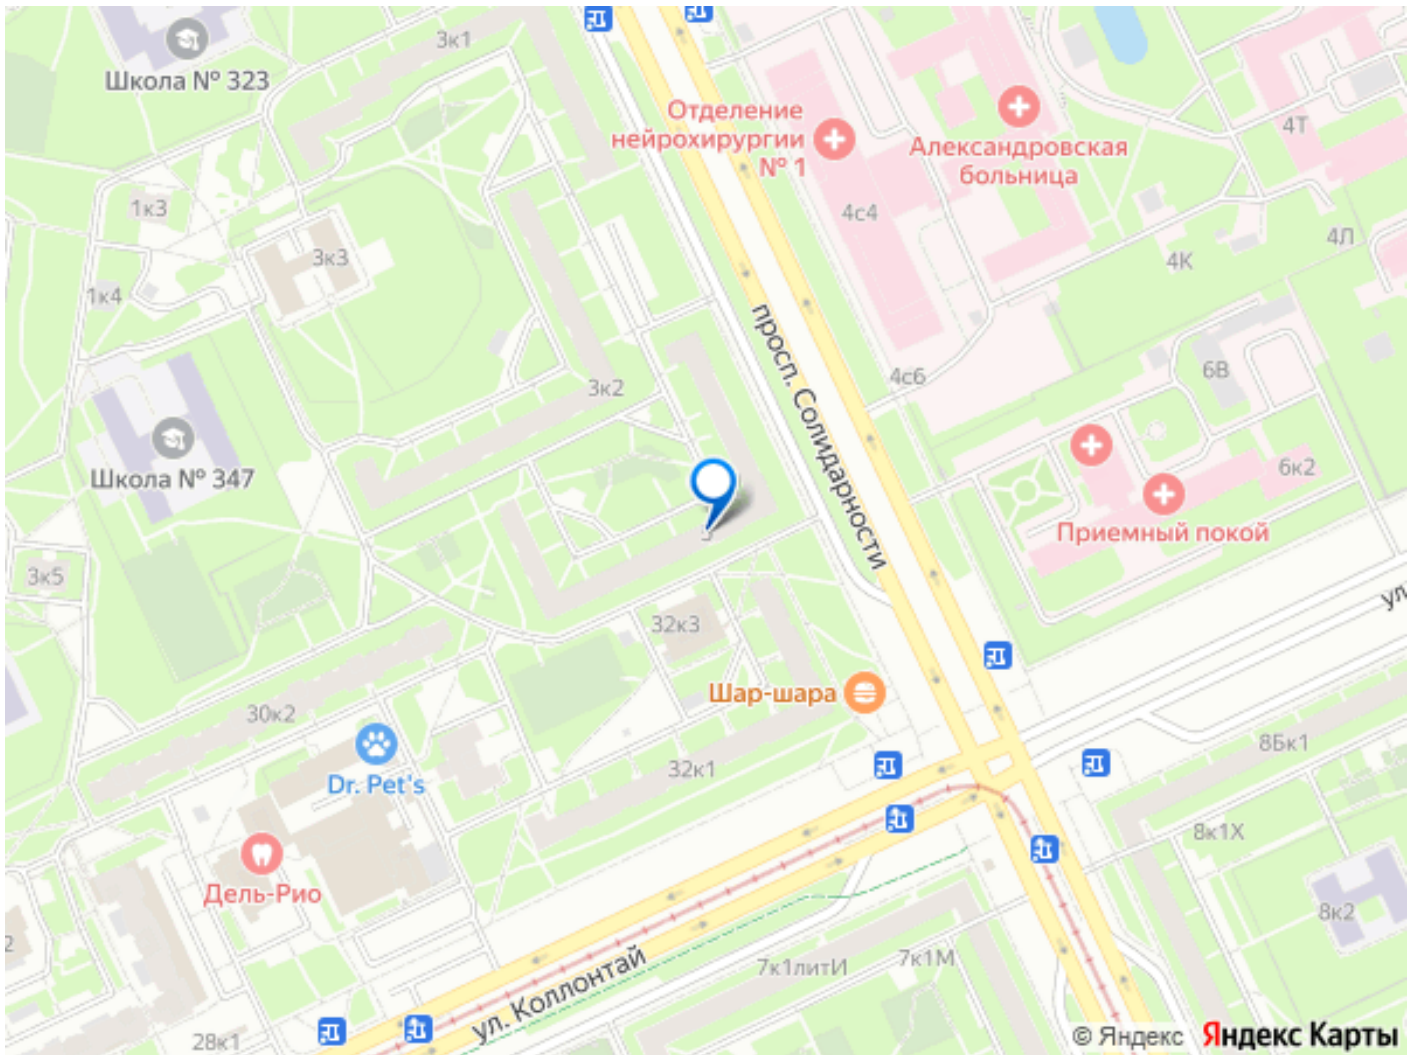 3к1
Школа № 323
Отделение
нейрохирургии
№ 1
Александровская
больница
4Т
1к3
4с4
4Л
3к3
4К
1к4
просп. Солидарности
4с6
6В
3к2
Школа № 347
6к2
Приемный покой
3к5
ул.
32к3
Шар-шара
30к2
8Бк1
32к1
Dr. Pet's
8к1Х
Дель-Рио
8к2
2
7к1литИ
7к1М
ул. Коллонтай
28к1
© Яндекс Яндекс Карты